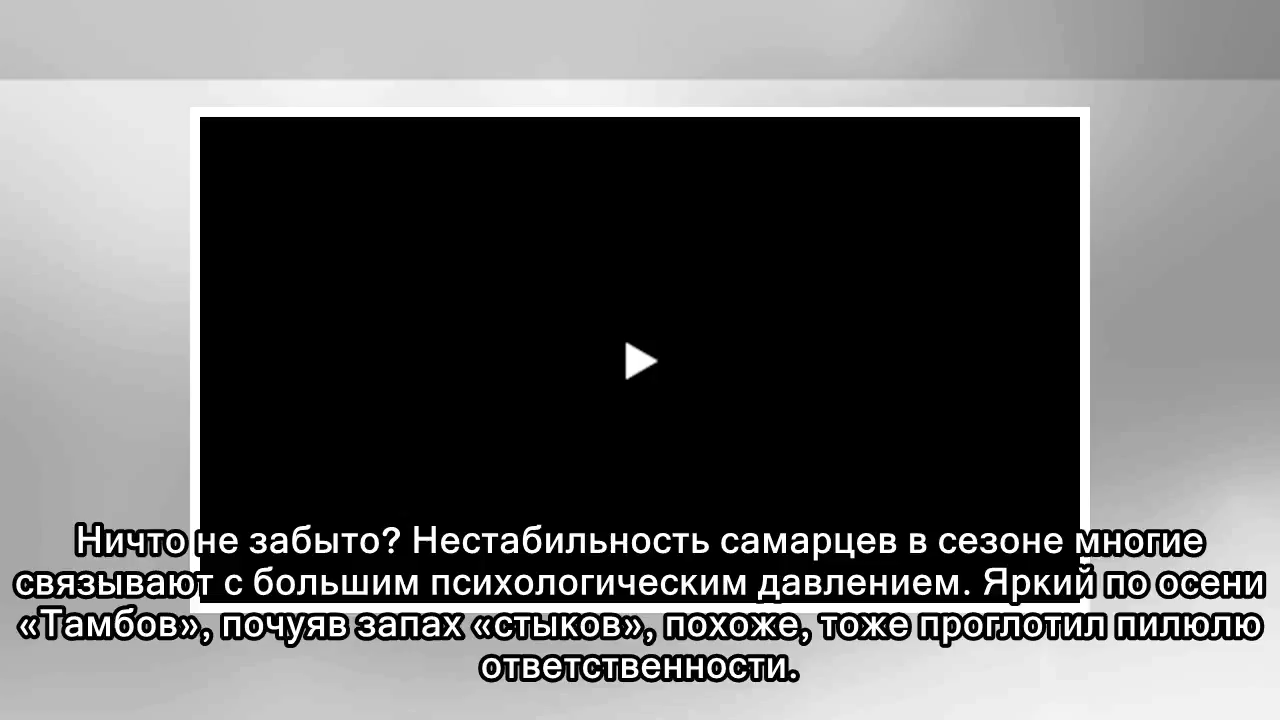 Ничто не забыто? Нестабильность самарцев в сезоне многие
связывают с большим психологическим давлением. Яркий по осени
«Тамбов», почуяв запах «стыков», похоже, тоже проглотил пилюлю
ответственности.